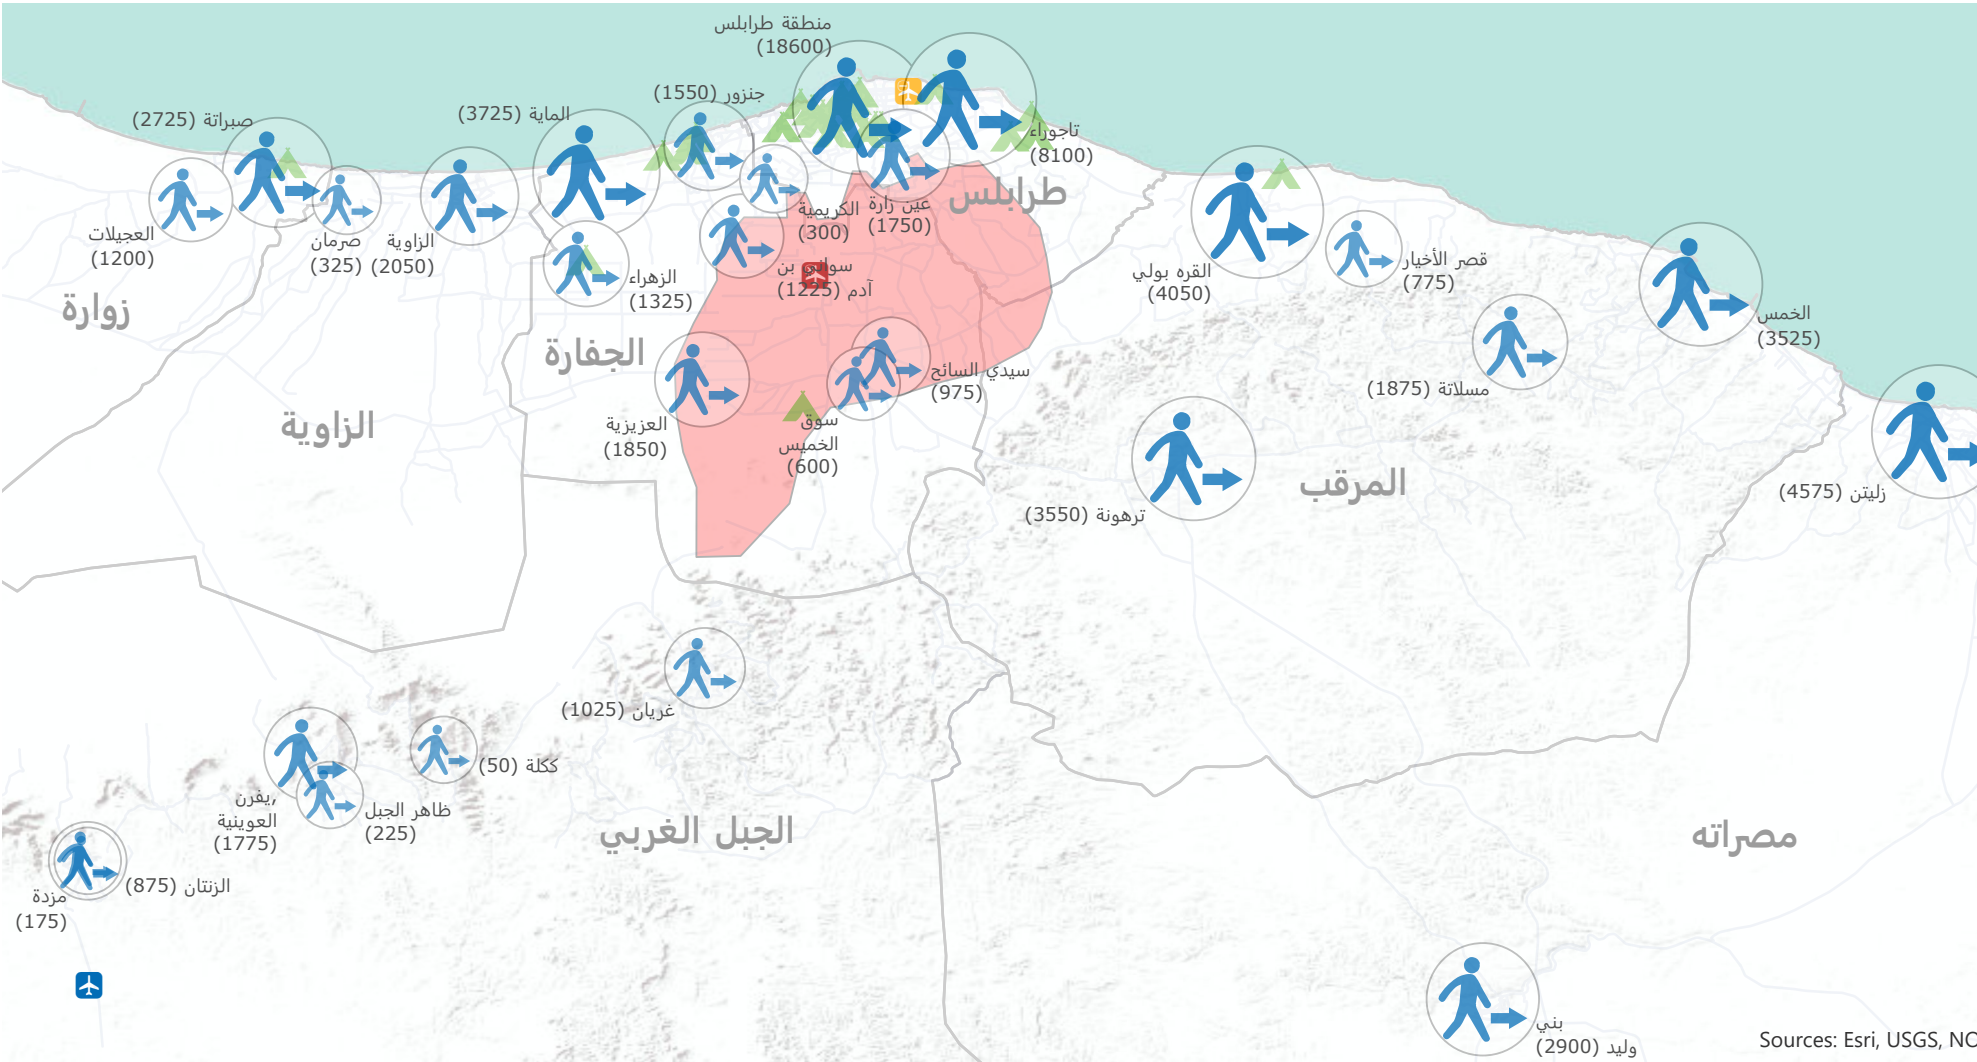 منطقة طرابلس
(18600)
جنزور (1550)
الماية (3725)
صبراتة (2725)
تاجوراء
(8100)
طرابلس
عين زارة
(1750)
الكريمية
(300)
العجيلات
(1200)
صرمان
(325)
الزاوية
(2050)
سواني بن
آدم (1225)
الزهراء
(1325)
القره بولي
(4050)
قصر الأخيار
(775)
الخمس
(3525)
زوارة
الجفارة
سيدي السائح
(975)
مسلاتة (1875)
الزاوية
العزيزية
(1850)
سوق
الخميس
(600)
المرقب
زليتن (4575)
ترهونة (3550)
غريان (1025)
ككلة (50)
يفرن,
العوينية
(1775)
ظاهر الجبل
(225)
الجبل الغربي
مصراته
الزنتان (875)
مزدة
(175)
بني
وليد (2900)
Sources: Esri, USGS, NO